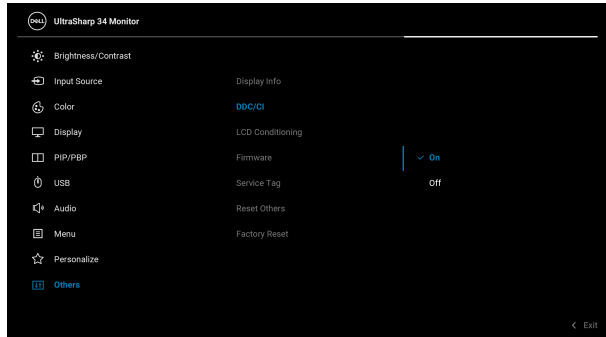 DELL UltraSharp 34 Monitor
Brightness/Contrast
Input Source
Color
Display
PIP/PBP
USB
Audio
Menu
Personalize
Others
Display Info
DDC/CI
LCD Conditioning
Firmware
Service Tag
Reset Others
Factory Reset
On
Off
Exit